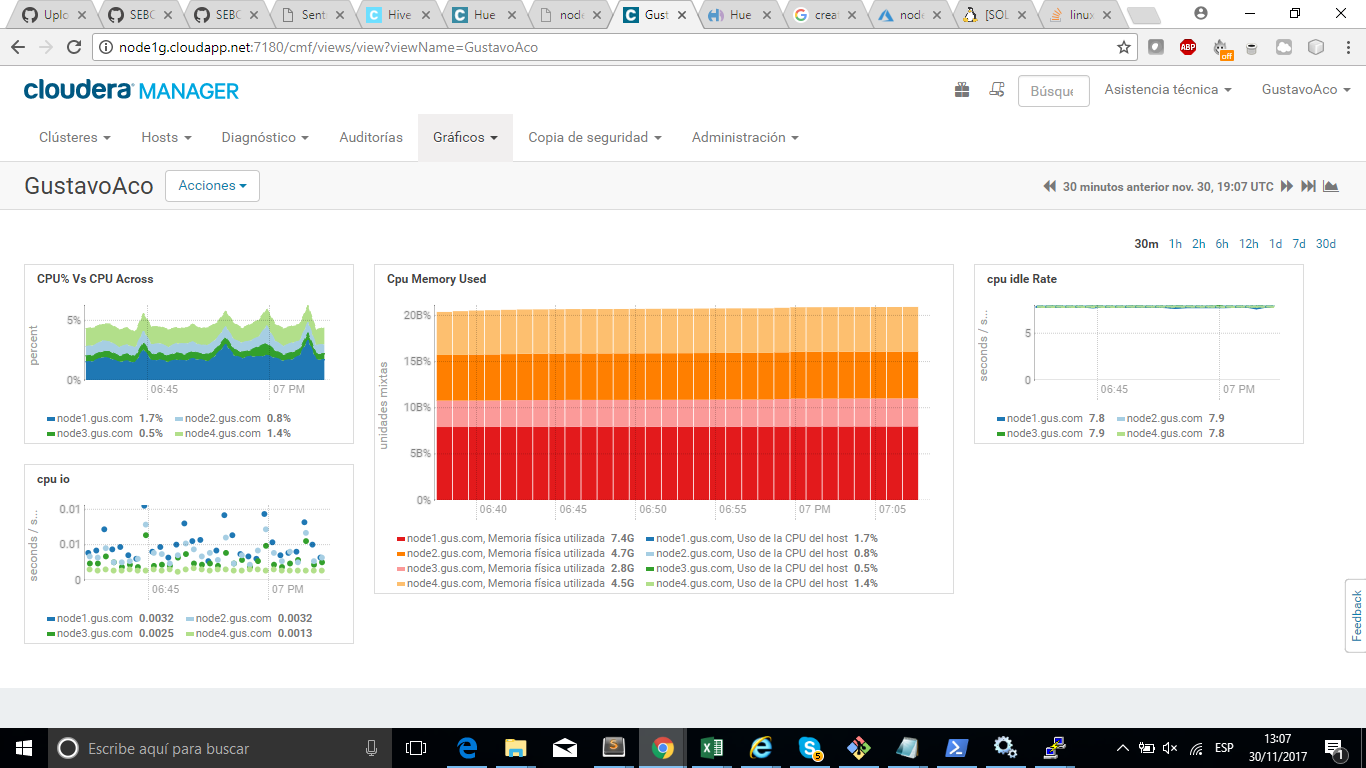 Uplo
SEBC
SEBC
Sent
Hive
Hue
node
Gust
Hue
crea
node
[SOL
linux
node1g.cloudapp.net:7180/cmf/views/view?viewName=GustavoAco
ABP
off
cloudera MANAGER
Búsque
Asistencia técnica
GustavoAco
Clústeres
Hosts
Diagnóstico
Auditorías
Gráficos
Copia de seguridad
Administración
GustavoAco
Acciones
30 minutos anterior nov. 30, 19:07 UTC
30m 1h 2h 6h 12h 1d 7d 30d
CPU% Vs CPU Across
percent
5%
0%
06:45
07 PM
node1.gus.com 1.7% node2.gus.com 0.8%
node3.gus.com 0.5% node4.gus.com 1.4%
Cpu Memory Used
unidades mixtas
20B%
15B%
10B%
5B%
0%
06:40
06:45
06:50
06:55
07 PM
07:05
node1.gus.com, Memoria física utilizada 7.4G node1.gus.com, Uso de la CPU del host 1.7%
node2.gus.com, Memoria física utilizada 4.7G node2.gus.com, Uso de la CPU del host 0.8%
node3.gus.com, Memoria física utilizada 2.8G node3.gus.com, Uso de la CPU del host 0.5%
node4.gus.com, Memoria física utilizada 4.5G node4.gus.com, Uso de la CPU del host 1.4%
cpu idle Rate
seconds / s...
5
0
06:45
07 PM
node1.gus.com 7.8 node2.gus.com 7.9
node3.gus.com 7.9 node4.gus.com 7.8
cpu io
seconds / s...
0.01
0.01
0
06:45
07 PM
node1.gus.com 0.0032 node2.gus.com 0.0032
node3.gus.com 0.0025 node4.gus.com 0.0013
Feedback
Escribe aquí para buscar
5
ESP
13:07
30/11/2017
1